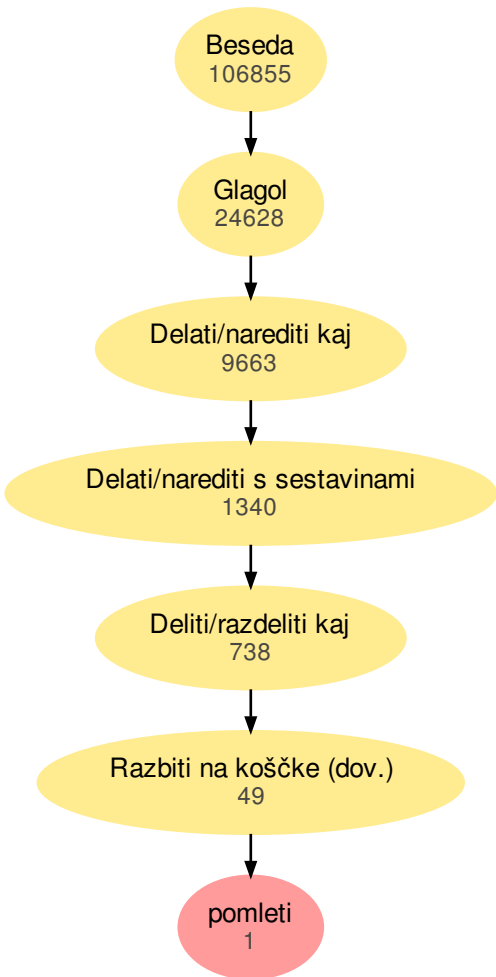 Beseda
106855
Glagol
24628
Delati/narediti kaj
9663
Delati/narediti s sestavinami
1340
Deliti/razdeliti kaj
738
Razbiti na koščke (dov.)
49
pomleti
1